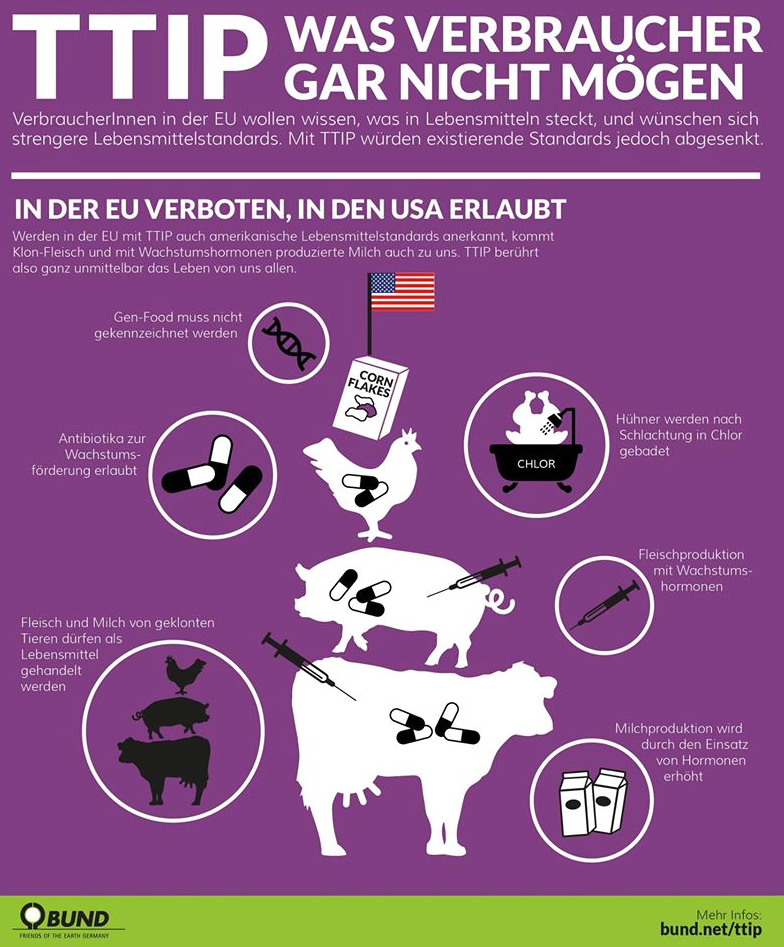 TTIP
WAS VERBRAUCHER
GAR NICHT MÖGEN
VerbraucherInnen in der EU wollen wissen, was in Lebensmitteln steckt, und wünschen sich
strengere Lebensmittelstandards. Mit TTIP würden existierende Standards jedoch abgesenkt.
IN DER EU VERBOTEN, IN DEN USA ERLAUBT
Werden in der EU mit TTIP auch amerikanische Lebensmittelstandards anerkannt, kommt
Klon-Fleisch und mit Wachstumshormonen produzierte Milch auch zu uns. TTIP berührt
also ganz unmittelbar das Leben von uns allen.
Gen-Food muss nicht
gekennzeichnet werden
CORN
FLAKES
Hühner werden nach
Schlachtung in Chlor
gebadet
CHLOR
Antibiotika zur
Wachstums-
förderung erlaubt
Fleischproduktion
mit Wachstums-
hormonen
Fleisch und Milch von geklonten
Tieren dürfen als
Lebensmittel
gehandelt
werden
Milchproduktion wird
durch den Einsatz
von Hormonen
erhöht
BUND
FRIENDS OF THE EARTH GERMANY
Mehr Infos:
bund.net/ttip